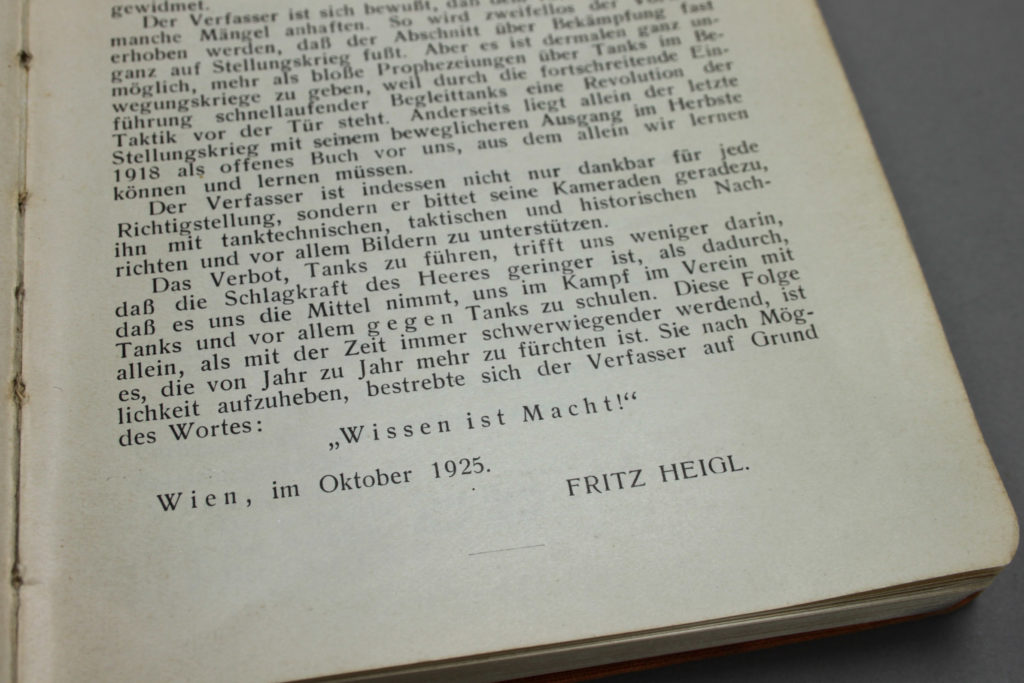 gewidmet.
Der Verfasser ist sich bewußt, daß dem
manche Mängel anhaften. So wird zweifellos der
erhoben werden, daß der Abschnitt über Bekämpfung fast
ganz auf Stellungskrieg fußt. Aber es ist dermalen ganz un-
möglich, mehr als bloße Prophezeiungen über Tanks im Be-
wegungskriege zu geben, weil durch die fortschreitende Ein-
führung schnellaufender Begleittanks eine Revolution der
Taktik vor der Tür steht. Anderseits liegt allein der letzte
Stellungskrieg mit seinem beweglicheren Ausgang im Herbste
1918 als offenes Buch vor uns, aus dem allein wir lernen
können und lernen müssen.
Der Verfasser ist indessen nicht nur dankbar für jede
Richtigstellung, sondern er bittet seine Kameraden geradezu,
ihn mit tanktechnischen, taktischen und historischen Nach-
richten und vor allem Bildern zu unterstützen.
Das Verbot, Tanks zu führen, trifft uns weniger darin,
daß die Schlagkraft des Heeres geringer ist, als dadurch,
daß es uns die Mittel nimmt, uns im Kampf im Verein mit
Tanks und vor allem gegen Tanks zu schulen. Diese Folge
allein, als mit der Zeit immer schwerwiegender werdend, ist
es, die von Jahr zu Jahr mehr zu fürchten ist. Sie nach Mög-
lichkeit aufzuheben, bestrebte sich der Verfasser auf Grund
des Wortes:
„Wissen ist Macht!“
Wien, im Oktober 1925.
FRITZ HEIGL.